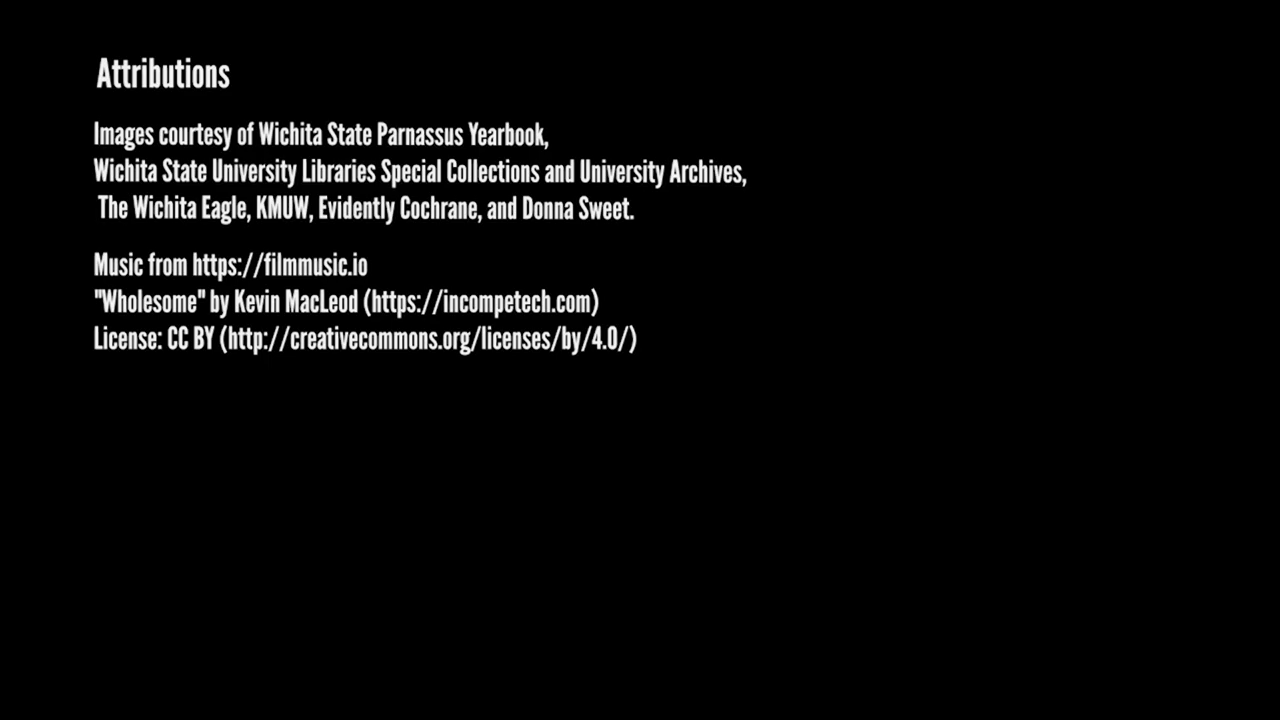 Attributions
Images courtesy of Wichita State Parnassus Yearbook,
Wichita State University Libraries Special Collections and University Archives,
The Wichita Eagle, KMUW, Evidently Cochrane, and Donna Sweet.
Music from https://filmmusic.io
"Wholesome" by Kevin MacLeod (https://incompetech.com)
License: CC BY (http://creativecommons.org/licenses/by/4.0/)